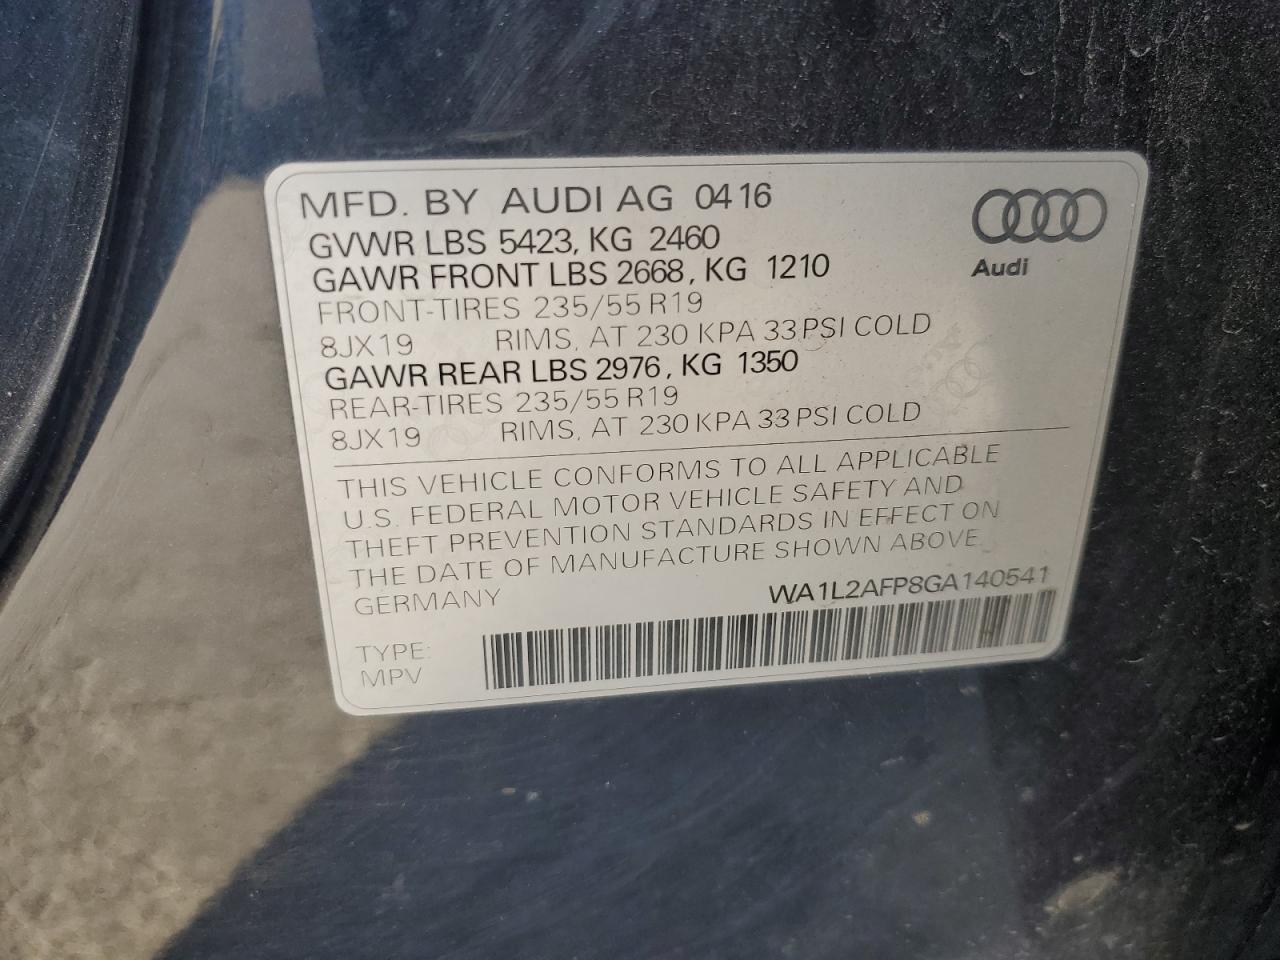 MFD. BY AUDI AG 0416
GVWR LBS 5423, KG 2460
GAWR FRONT LBS 2668, KG 1210
FRONT-TIRES 235/55 R19
8JX19 RIMS, AT 230 KPA 33 PSI COLD
GAWR REAR LBS 2976, KG 1350
REAR-TIRES 235/55 R19
8JX19 RIMS, AT 230 KPA 33 PSI COLD
Audi
THIS VEHICLE CONFORMS TO ALL APPLICABLE
U.S. FEDERAL MOTOR VEHICLE SAFETY AND
THEFT PREVENTION STANDARDS IN EFFECT ON
THE DATE OF MANUFACTURE SHOWN ABOVE.
GERMANY WA1L2AFP8GA140541
TYPE:
MPV